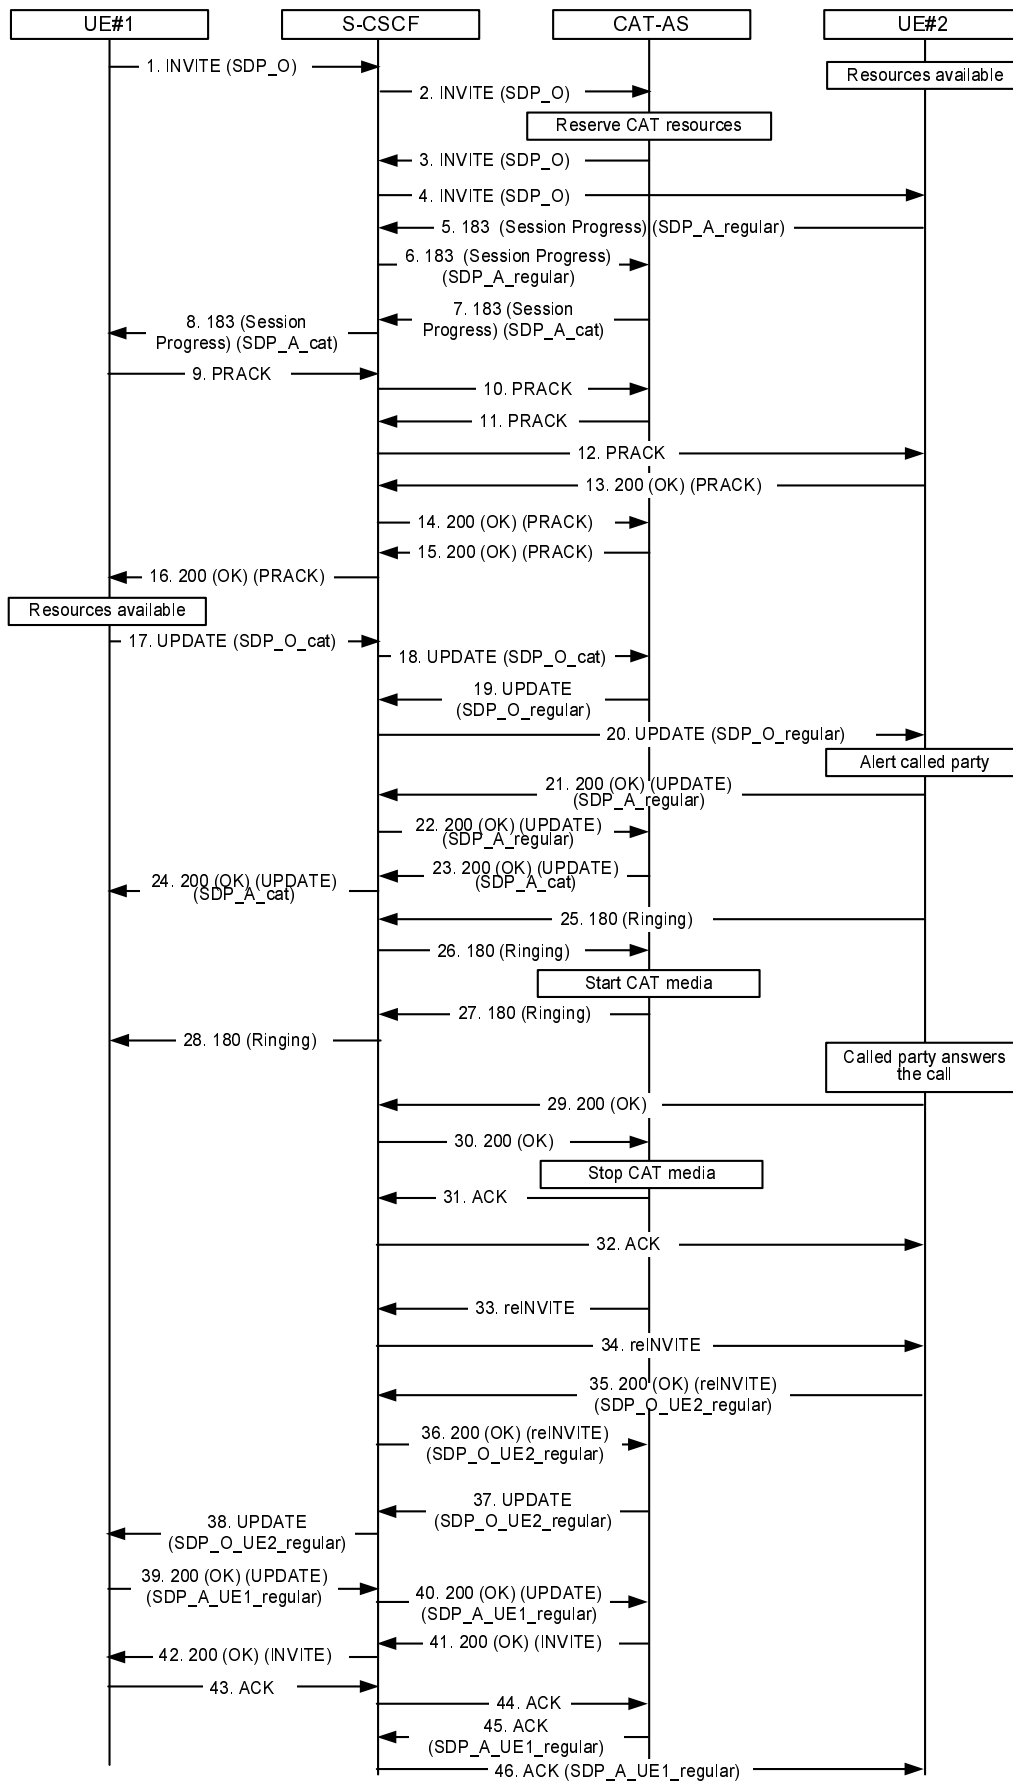 UE#1
S-CSCF
CAT-AS
UE#2
1. INVITE (SDP_O)
Resources available
2. INVITE (SDP_O)
Reserve CAT resources
3. INVITE (SDP_O)
4. INVITE (SDP_O)
5. 183 (Session Progress) (SDP_A_regular)
6. 183 (Session Progress)
(SDP_A_regular)
7. 183 (Session
Progress) (SDP_A_cat)
8. 183 (Session
Progress) (SDP_A_cat)
9. PRACK
10. PRACK
11. PRACK
12. PRACK
13. 200 (OK) (PRACK)
14. 200 (OK) (PRACK)
15. 200 (OK) (PRACK)
16. 200 (OK) (PRACK)
Resources available
17. UPDATE (SDP_O_cat)
18. UPDATE (SDP_O_cat)
19. UPDATE
(SDP_O_regular)
20. UPDATE (SDP_O_regular)
Alert called party
21. 200 (OK) (UPDATE)
(SDP_A_regular)
22. 200 (OK) (UPDATE)
(SDP_A_regular)
23. 200 (OK) (UPDATE)
(SDP_A_cat)
24. 200 (OK) (UPDATE)
(SDP_A_cat)
25. 180 (Ringing)
26. 180 (Ringing)
Start CAT media
27. 180 (Ringing)
28. 180 (Ringing)
Called party answers
the call
29. 200 (OK)
30. 200 (OK)
Stop CAT media
31. ACK
32. ACK
33. reINVITE
34. reINVITE
35. 200 (OK) (reINVITE)
(SDP_O_UE2_regular)
36. 200 (OK) (reINVITE)
(SDP_O_UE2_regular)
37. UPDATE
(SDP_O_UE2_regular)
38. UPDATE
(SDP_O_UE2_regular)
39. 200 (OK) (UPDATE)
(SDP_A_UE1_regular)
40. 200 (OK) (UPDATE)
(SDP_A_UE1_regular)
41. 200 (OK) (INVITE)
42. 200 (OK) (INVITE)
43. ACK
44. ACK
45. ACK
(SDP_A_UE1_regular)
46. ACK (SDP_A_UE1_regular)